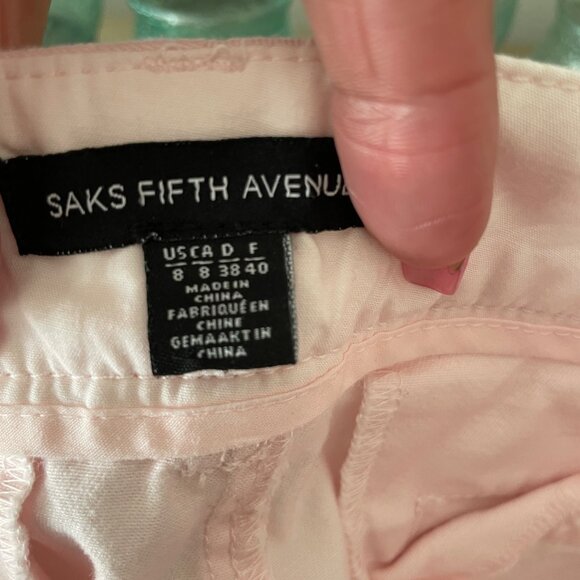 SAKS FIFTH AVENUE
US CA D F
8 8 38 40
MADE IN
CHINA
FABRIQUÉ EN
CHINE
GEMAAKT IN
CHINA